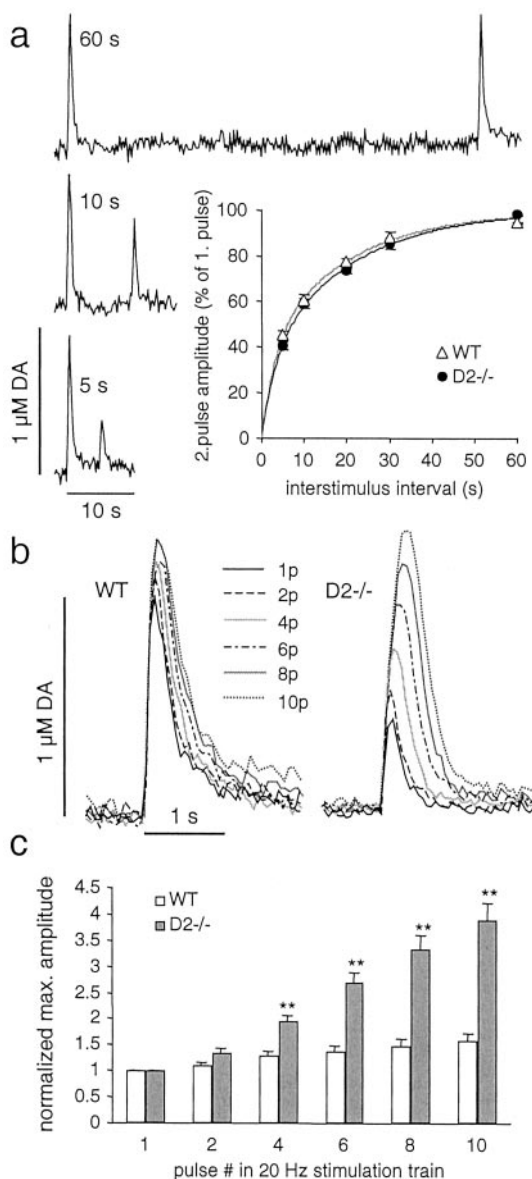 a
60 s
10 s
5 s
1 µM DA
10 s
2.pulse amplitude (% of 1. pulse)
100
80
60
40
20
0
0 10 20 30 40 50 60
interstimulus interval (s)
WT
D2-/-
b
WT
D2-/-
1p
2p
4p
6p
8p
10p
1 µM DA
1 s
c
normalized max. amplitude
4.5
4
3.5
3
2.5
2
1.5
1
0.5
0
WT
D2-/-
**
**
**
**
1 2 4 6 8 10
pulse # in 20 Hz stimulation train